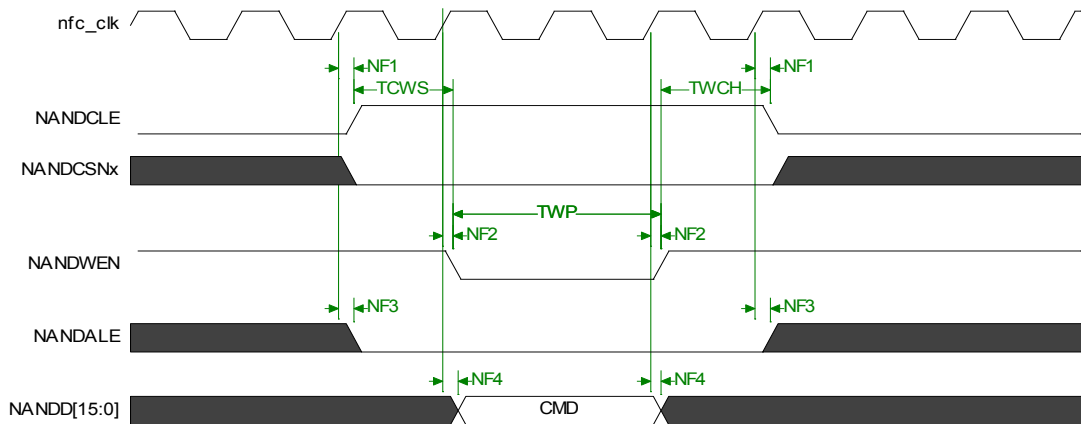 nfc_clk
NF1 NF1
TCWS TWCH
NANDCLE
NANDCSNx
TWP
NF2 NF2
NANDWEN
NF3 NF3
NANDALE
NF4 NF4
NANDD[15:0] CMD